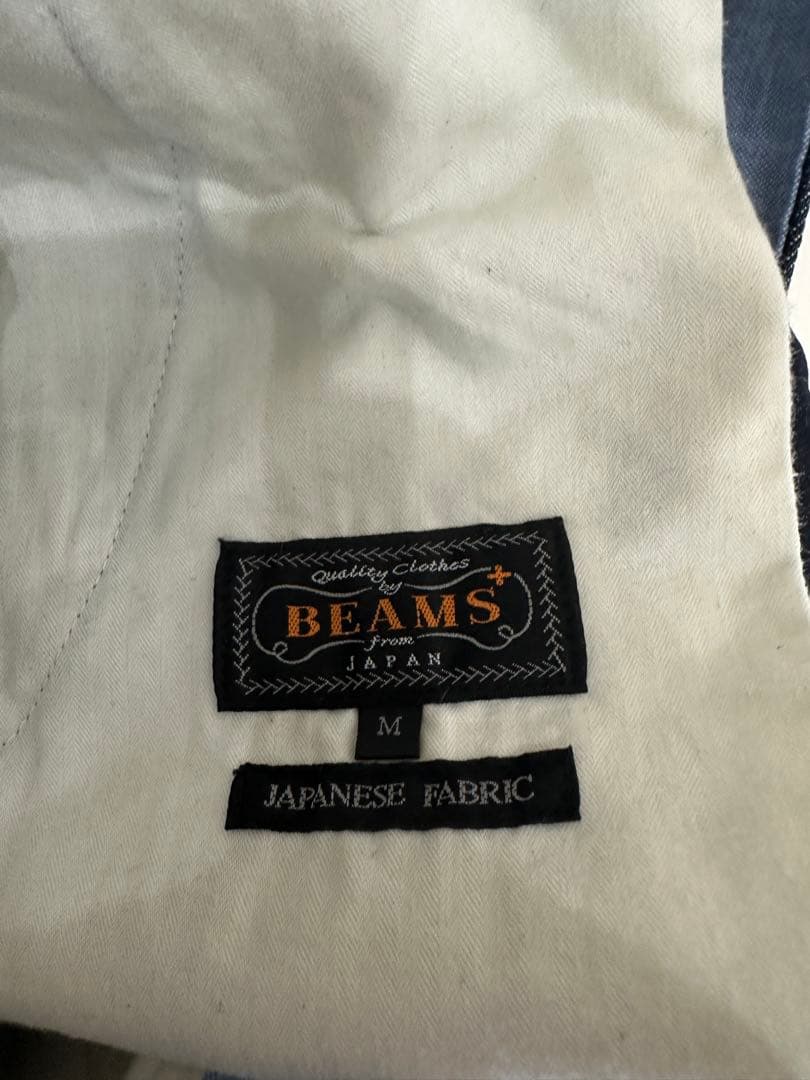 Quality Clothes
by
BEAMS+
from
JAPAN
M
JAPANESE FABRIC